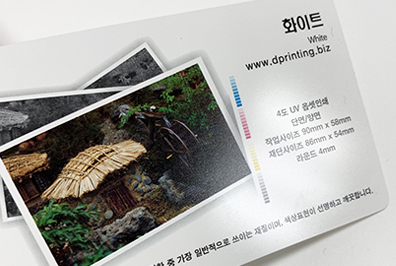 화이트
White
www.dprinting.biz
4도 UV 옵셋인쇄
단면/양면
작업사이즈 90mm x 58mm
재단사이즈 86mm x 54mm
라운드 4mm
중 가장 일반적으로 쓰이는 재질이며, 색상표현이 선명하고 깨끗합니다.